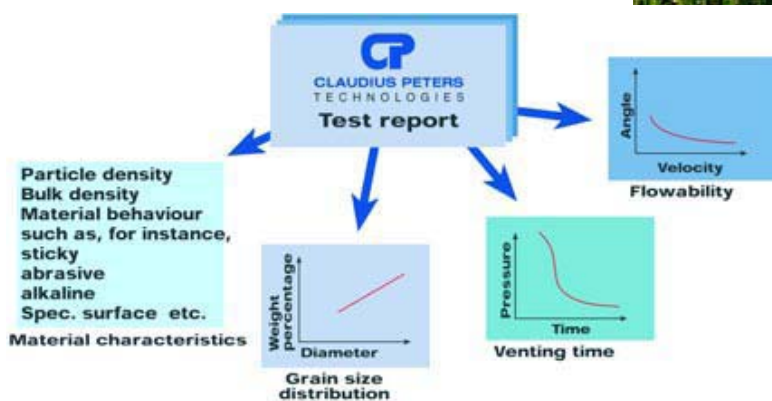 CP
CLAUDIUS PETERS
TECHNOLOGIES
Test report
Particle density
Bulk density
Material behaviour
such as, for instance,
sticky
abrasive
alkaline
Spec. surface etc.
Material characteristics
Weight
percentage
Diameter
Grain size
distribution
Pressure
Time
Venting time
Angle
Velocity
Flowability